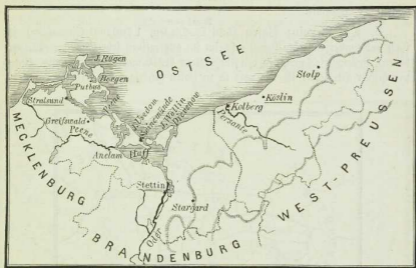 OSTSEE
I. Rügen
Bergen
Putbus
Stralsund
Stolp
Köslin
Kolberg
Persante
Greifswald
Peene
Anclam
Haff
Stettin
Stargard
Oder
MECKLENBURG
BRANDENBURG
WEST-PREUSSEN